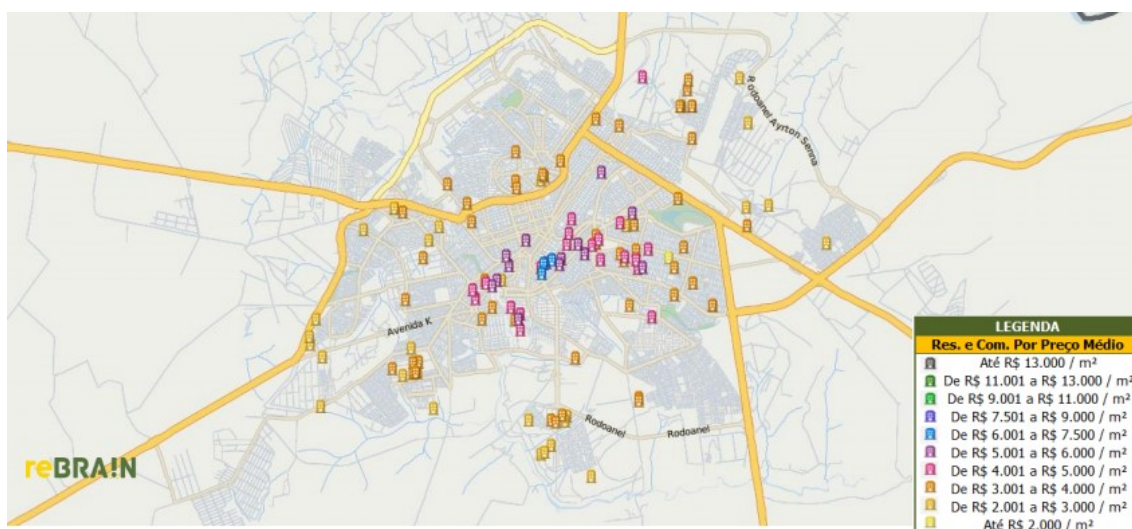 Rodoanel Ayrton Senna
Avenida K
Rodoanel
Rodoanel
reBRA!N
LEGENDA
Res. e Com. Por Preço Médio
Até R$ 13.000 / m²
De R$ 11.001 a R$ 13.000 / m²
De R$ 9.001 a R$ 11.000 / m²
De R$ 7.501 a R$ 9.000 / m²
De R$ 6.001 a R$ 7.500 / m²
De R$ 5.001 a R$ 6.000 / m²
De R$ 4.001 a R$ 5.000 / m²
De R$ 3.001 a R$ 4.000 / m²
De R$ 2.001 a R$ 3.000 / m²
Até R$ 2.000 / m²